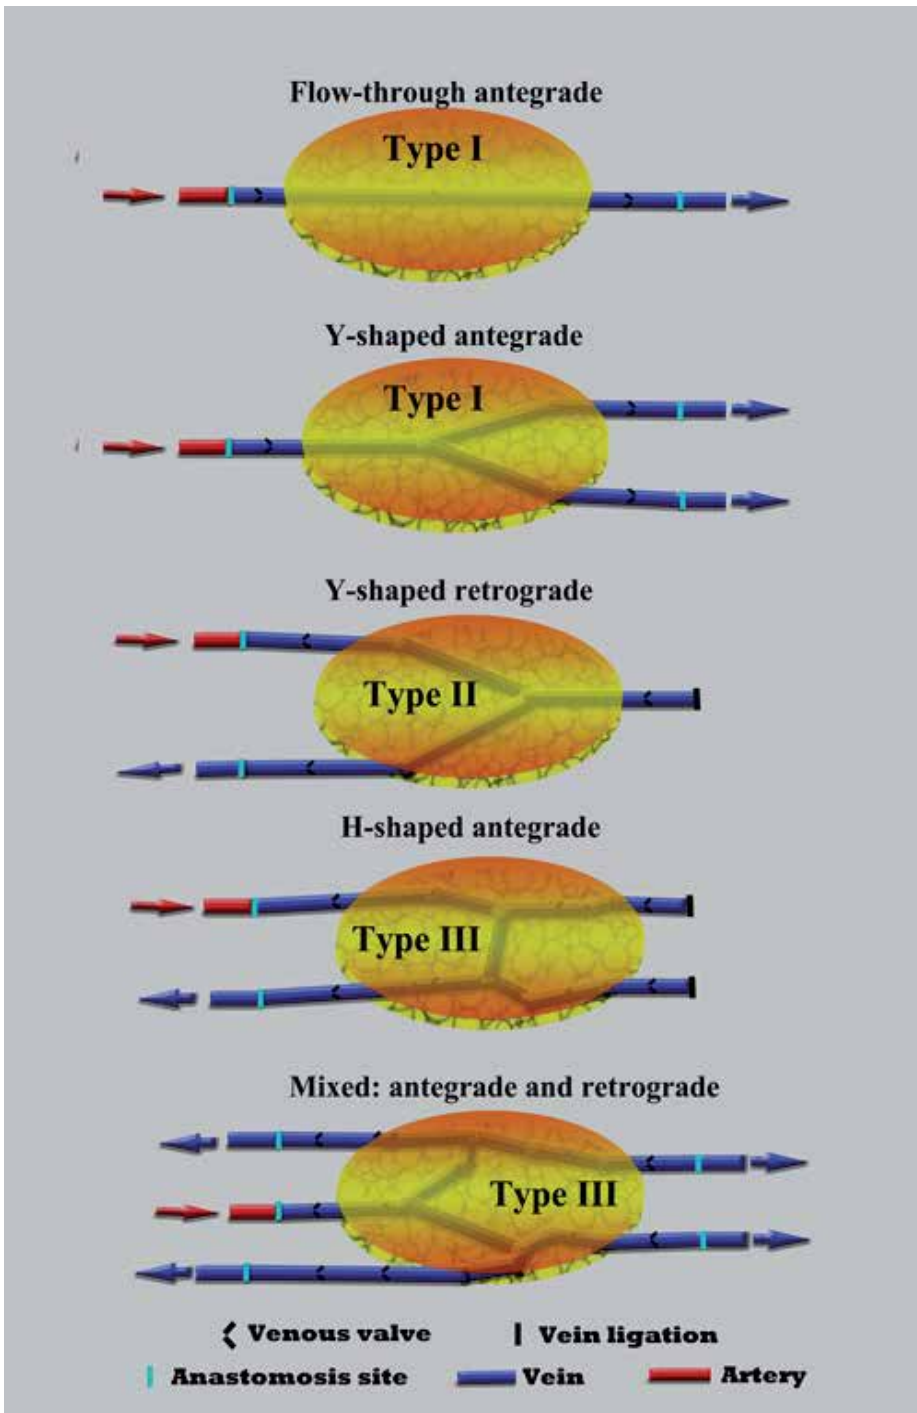 Flow-through antegrade
Type I
Y-shaped antegrade
Type I
Y-shaped retrograde
Type II
H-shaped antegrade
Type III
Mixed: antegrade and retrograde
Type III
Venous valve
Vein ligation
Anastomosis site
Vein
Artery